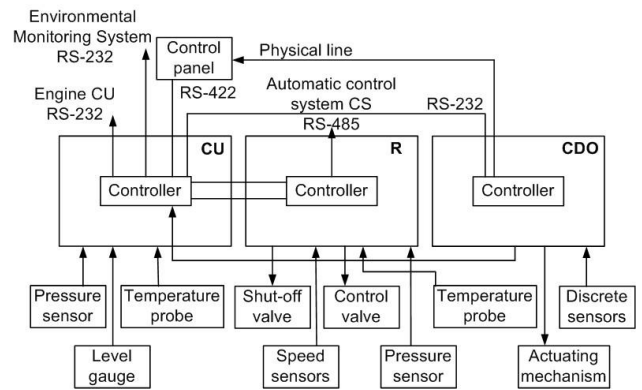 Environmental
Monitoring System
RS-232
Control
panel
Physical line
Engine CU
RS-232
RS-422
Automatic control
system CS
RS-485
RS-232
CU
R
CDO
Controller
Controller
Controller
Pressure
sensor
Temperature
probe
Shut-off
valve
Control
valve
Temperature
probe
Discrete
sensors
Level
gauge
Speed
sensors
Pressure
sensor
Actuating
mechanism